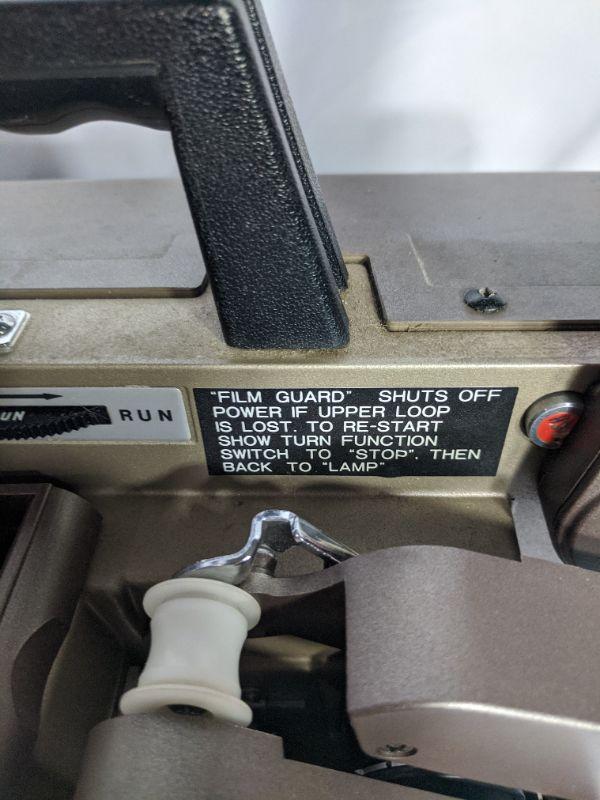 "FILM GUARD" SHUTS OFF
POWER IF UPPER LOOP
IS LOST. TO RE-START
SHOW TURN FUNCTION
SWITCH TO "STOP". THEN
BACK TO "LAMP"
UN RUN